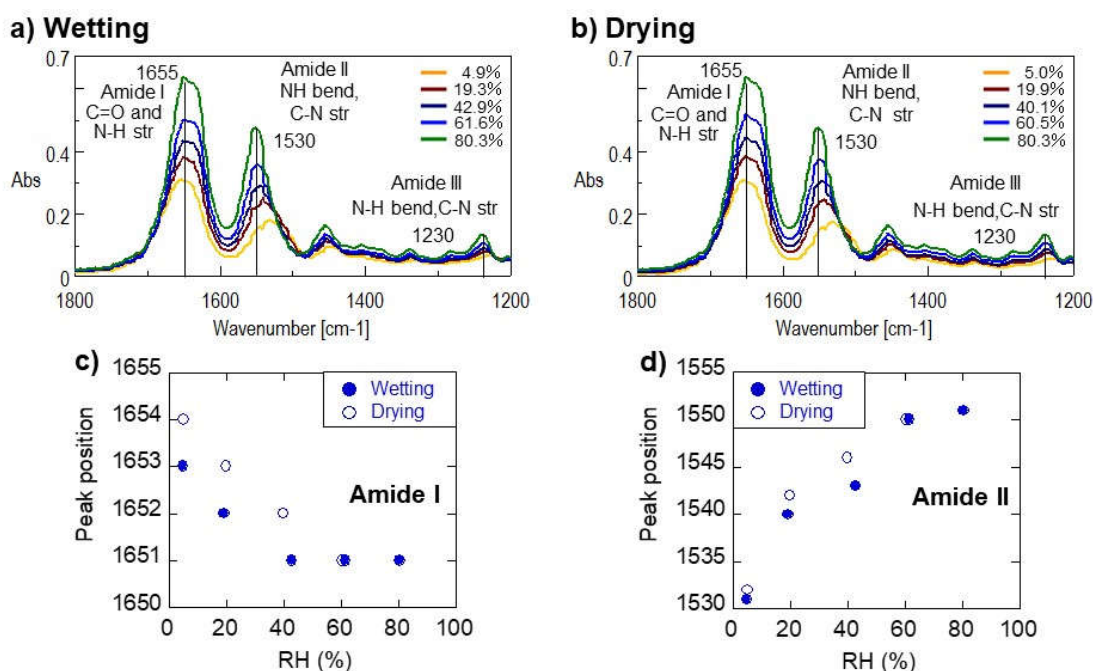 a) Wetting
0.7
1655
Amide I
C=O and
N-H str
Amide II
NH bend,
C-N str
1530
4.9%
19.3%
42.9%
61.6%
80.3%
0.4
Abs
0.2
0
Amide III
N-H bend,C-N str
1230
1800
1600
1400
1200
Wavenumber [cm-1]
b) Drying
0.7
1655
Amide I
C=O and
N-H str
Amide II
NH bend,
C-N str
1530
5.0%
19.9%
40.1%
60.5%
80.3%
0.4
Abs
0.2
0
Amide III
N-H bend,C-N str
1230
1800
1600
1400
1200
Wavenumber [cm-1]
c)
1655
1654
1653
1652
1651
1650
Peak position
Wetting
Drying
Amide I
0 20 40 60 80 100
RH (%)
d)
1555
1550
1545
1540
1535
1530
Peak position
Wetting
Drying
Amide II
0 20 40 60 80 100
RH (%)